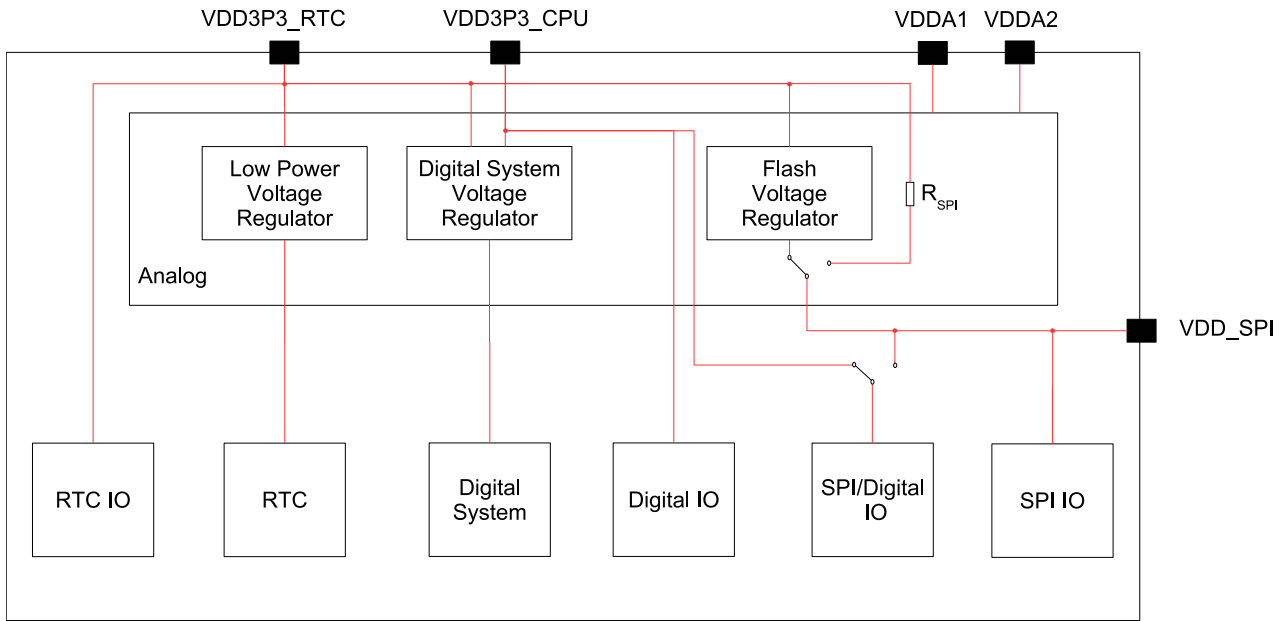 VDD3P3_RTC
VDD3P3_CPU
VDDA1
VDDA2
Low Power
Voltage
Regulator
Digital System
Voltage
Regulator
Flash
Voltage
Regulator
RSPI
Analog
VDD_SPI
RTC IO
RTC
Digital
System
Digital IO
SPI/Digital
IO
SPI IO